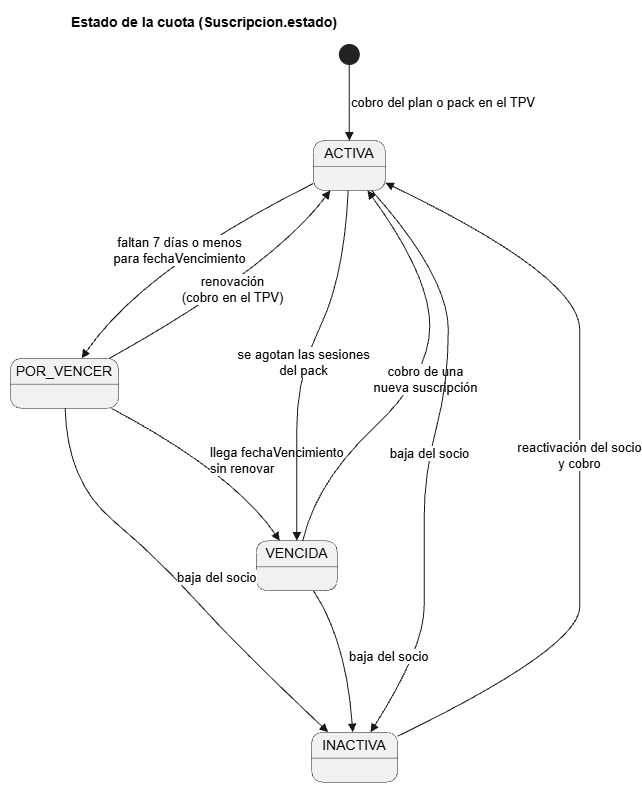 Estado de la cuota (Suscripcion.estado)
cobro del plan o pack en el TPV
ACTIVA
faltan 7 días o menos
para fechaVencimiento
renovación
(cobro en el TPV)
se agotan las sesiones
del pack
POR_VENCER
cobro de una
nueva suscripción
llega fechaVencimiento
sin renovar
baja del socio
reactivación del socio
y cobro
VENCIDA
baja del socio
baja del socio
INACTIVA